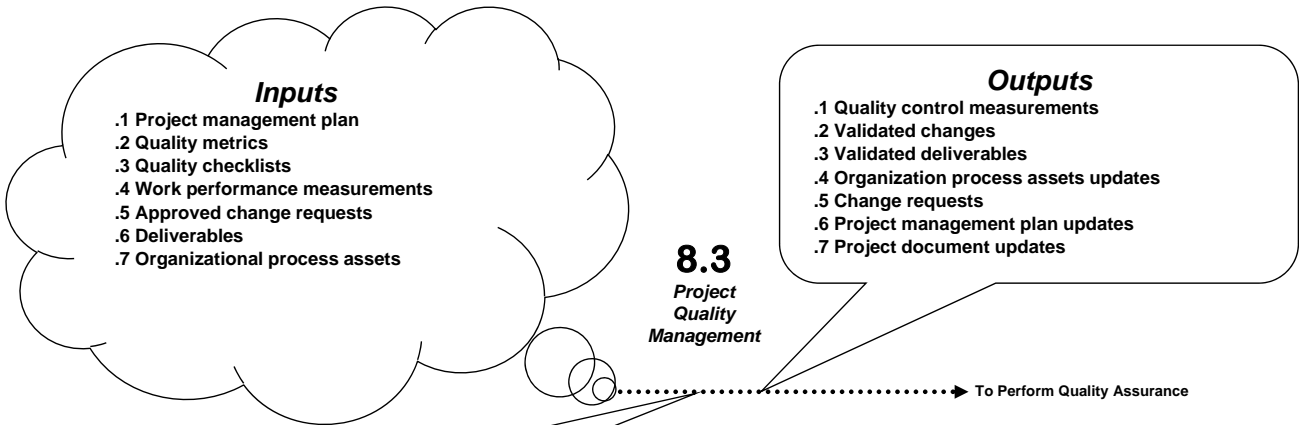 Inputs
.1 Project management plan
.2 Quality metrics
.3 Quality checklists
.4 Work performance measurements
.5 Approved change requests
.6 Deliverables
.7 Organizational process assets
Outputs
.1 Quality control measurements
.2 Validated changes
.3 Validated deliverables
.4 Organization process assets updates
.5 Change requests
.6 Project management plan updates
.7 Project document updates
8.3
Project
Quality
Management
To Perform Quality Assurance